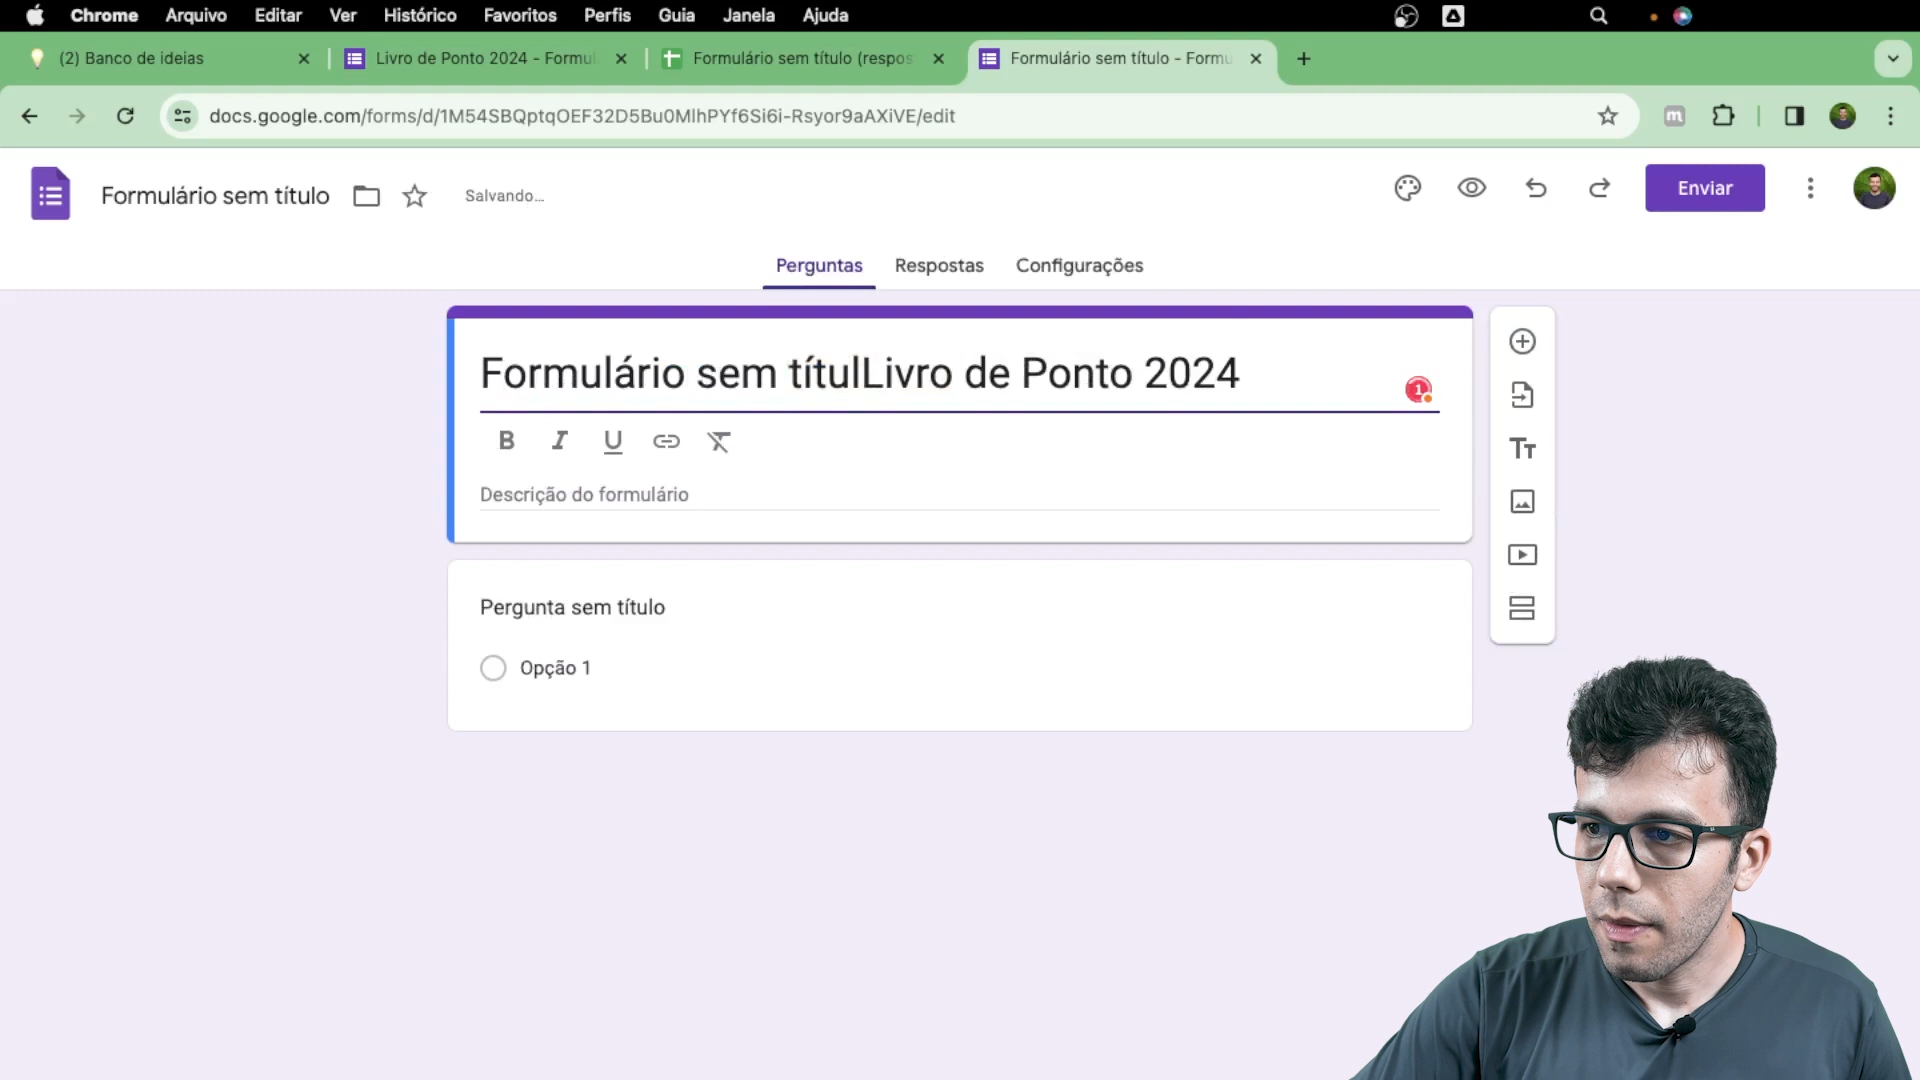 Chrome Arquivo Editar Ver Histórico Favoritos Perfis Guia Janela Ajuda
(2) Banco de ideias
Livro de Ponto 2024 - Formul
Formulário sem título (respos
Formulário sem título - Formu
docs.google.com/forms/d/1M54SBQptqOEF32D5Bu0MlhPYf6Si6i-Rsyor9aAXiVE/edit
m
Formulário sem título
Salvando...
Enviar
Perguntas Respostas Configurações
Formulário sem títulLivro de Ponto 2024
1
B I U
Descrição do formulário
Tт
Pergunta sem título
Opção 1